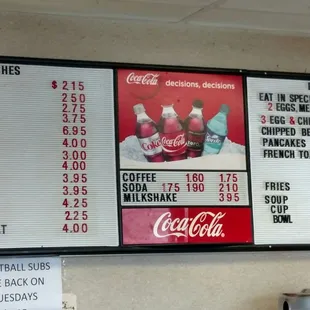 CHES
$ 2.15
2.50
2.75
3.75
6.95
4.00
3.00
4.00
3.95
3.95
4.25
2.25
T 4.00
Coca-Cola decisions, decisions
COFFEE 1.60 1.75
SODA 1.75 1.90 2.10
MILKSHAKE 3.95
Coca-Cola
EAT IN SPEC
2 EGGS, ME
3 EGG & CH
CHIPPED BE
PANCAKES
FRENCH TO
FRIES
SOUP
CUP
BOWL
TBALL SUBS
E BACK ON
UESDAYS